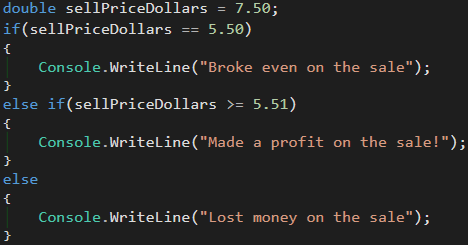 double sellPriceDollars = 7.50;
if(sellPriceDollars == 5.50)
{
    Console.WriteLine("Broke even on the sale");
}
else if(sellPriceDollars >= 5.51)
{
    Console.WriteLine("Made a profit on the sale!");
}
else
{
    Console.WriteLine("Lost money on the sale");
}